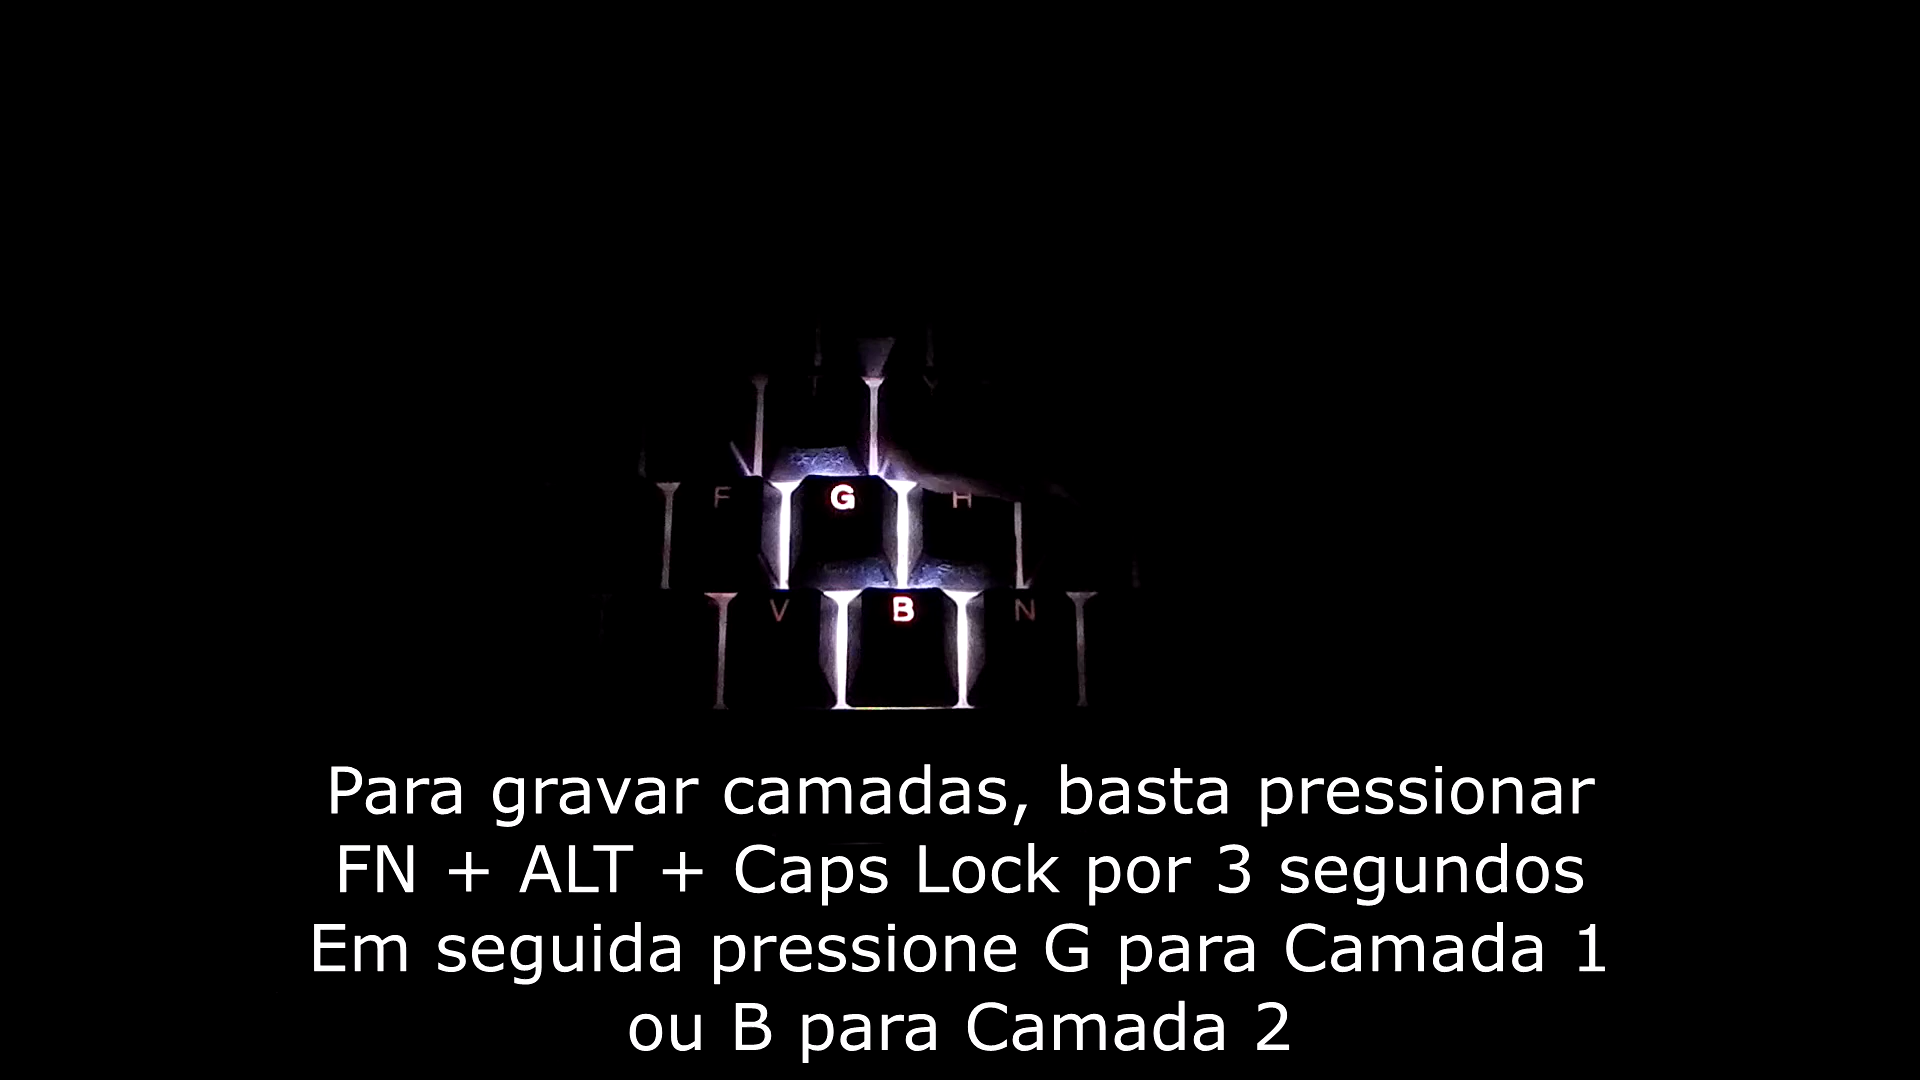 F G H
V B N
Para gravar camadas, basta pressionar
FN + ALT + Caps Lock por 3 segundos
Em seguida pressione G para Camada 1
ou B para Camada 2